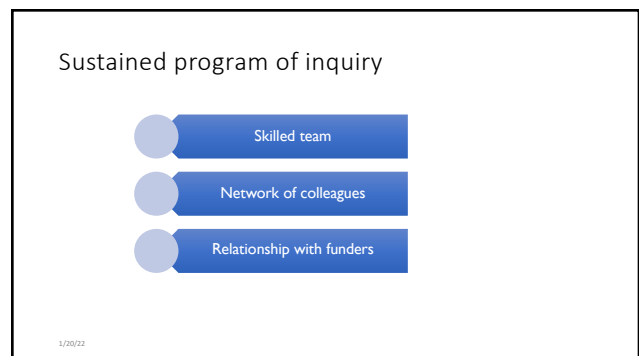 Sustained program of inquiry
Skilled team
Network of colleagues
Relationship with funders
1/20/22